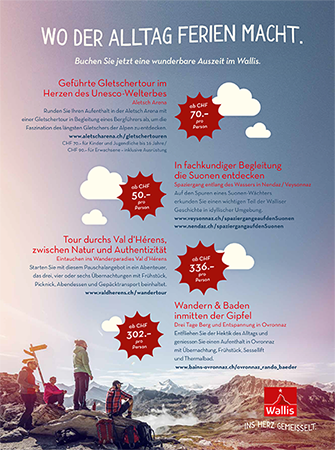 WO DER ALLTAG FERIEN MACHT.
Buchen Sie jetzt eine wunderbare Auszeit im Wallis.
Geführte Gletschertour im
Herzen des Unesco-Welterbes
Aletsch Arena
Runden Sie Ihren Aufenthalt in der Aletsch Arena mit
einer Gletschertour in Begleitung eines Bergführers ab, um die
Faszination des längsten Gletschers der Alpen zu entdecken.
www.aletscharena.ch/gletschertouren
CHF 70.– für Kinder und Jugendliche bis 15 Jahre/
CHF 90.– für Erwachsene – inklusive Ausrüstung
ab CHF
70.–
pro
Person
In fachkundiger Begleitung
die Suonen entdecken
Spaziergang entlang des Wassers in Nendaz / Veysonnaz
Auf den Spuren eines Suonen-Wächters
erkunden Sie einen wichtigen Teil der Walliser
Geschichte in idyllischer Umgebung.
www.veysonnaz.ch/spaziergangaufdenSuonen
www.nendaz.ch/spaziergangaufdenSuonen
ab CHF
50.–
pro
Person
Tour durchs Val d'Hérens,
zwischen Natur und Authentizität
Eintauchen ins Wanderparadies Val d'Hérens
Starten Sie mit diesem Pauschalangebot in ein Abenteuer,
das drei, vier oder sechs Übernachtungen mit Frühstück,
Picknick, Abendessen und Gepäcktransport beinhaltet.
www.valdherens.ch/wandertour
ab CHF
336.–
pro
Person
Wandern & Baden
inmitten der Gipfel
Drei Tage Berg und Entspannung in Ovronnaz
Entfliehen Sie der Hektik des Alltags und
geniessen Sie einen Aufenthalt in Ovronnaz
mit Übernachtung, Frühstück, Sessellift
und Thermalbad.
www.bains-ovronnaz.ch/ovronnaz_rando_baeder
ab CHF
302.–
pro
Person
Wallis
INS HERZ GEMEISSELT.